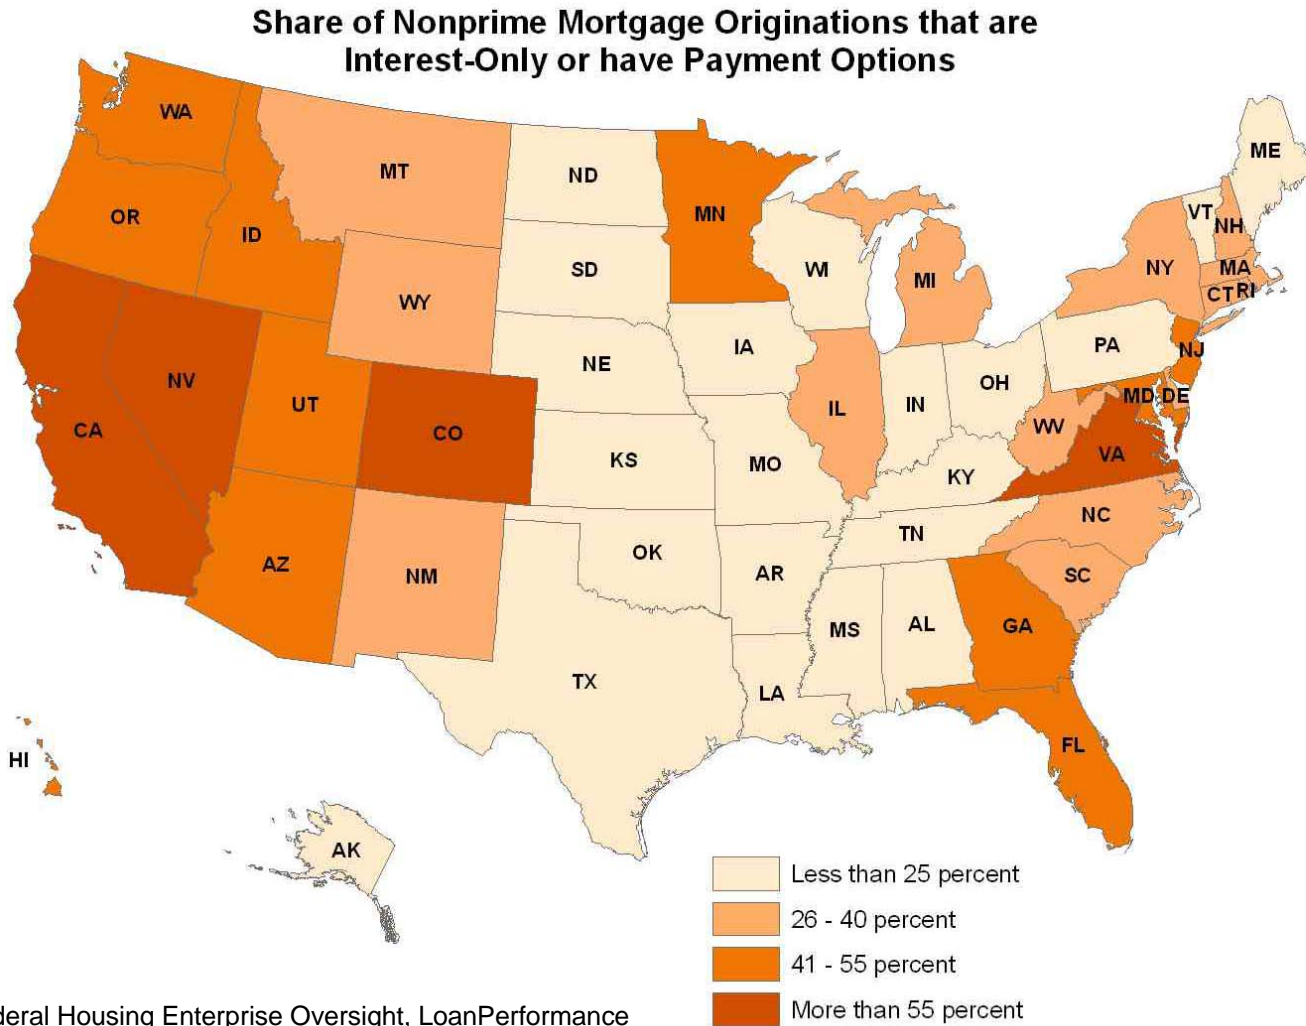 Share of Nonprime Mortgage Originations that are
Interest-Only or have Payment Options
WA
MT
ND
MN
ME
OR
ID
SD
WI
MI
VT
NH
NY
MA
CT
RI
WY
IA
NE
PA
NJ
NV
UT
CO
CA
KS
MO
IL
IN
OH
MD
DE
WV
VA
KY
NC
TN
OK
AR
AZ
NM
SC
MS
AL
GA
TX
LA
FL
HI
AK
Less than 25 percent
26 - 40 percent
41 - 55 percent
More than 55 percent
deral Housing Enterprise Oversight, LoanPerformance